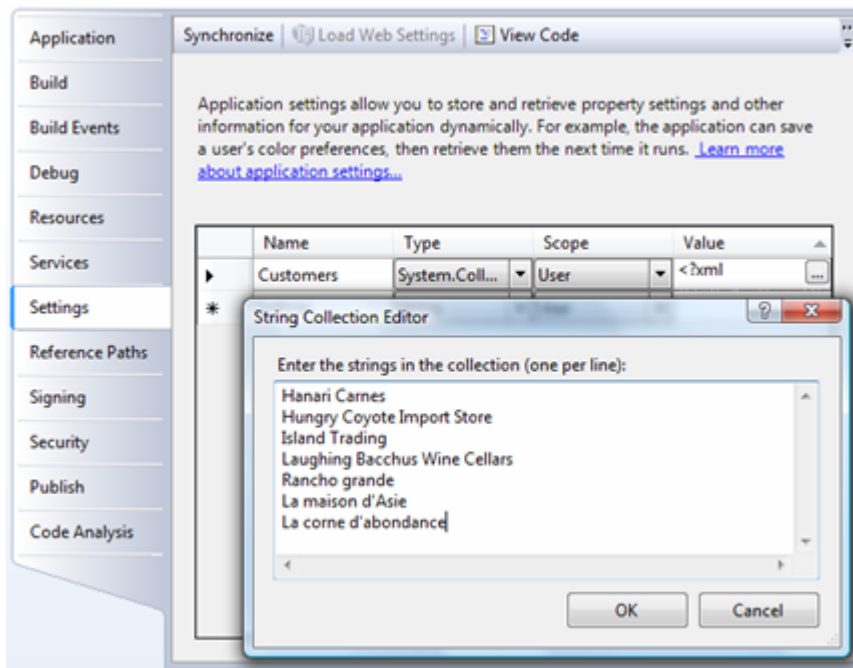 Application
Build
Build Events
Debug
Resources
Services
Settings
Reference Paths
Signing
Security
Publish
Code Analysis
Synchronize Load Web Settings View Code
Application settings allow you to store and retrieve property settings and other
information for your application dynamically. For example, the application can save
a user's color preferences, then retrieve them the next time it runs. Learn more
about application settings...
Name Type Scope Value
Customers System.Coll... User <?xml ...
String Collection Editor
Enter the strings in the collection (one per line):
Hanari Carnes
Hungry Coyote Import Store
Island Trading
Laughing Bacchus Wine Cellars
Rancho grande
La maison d'Asie
La corne d'abondance
OK Cancel